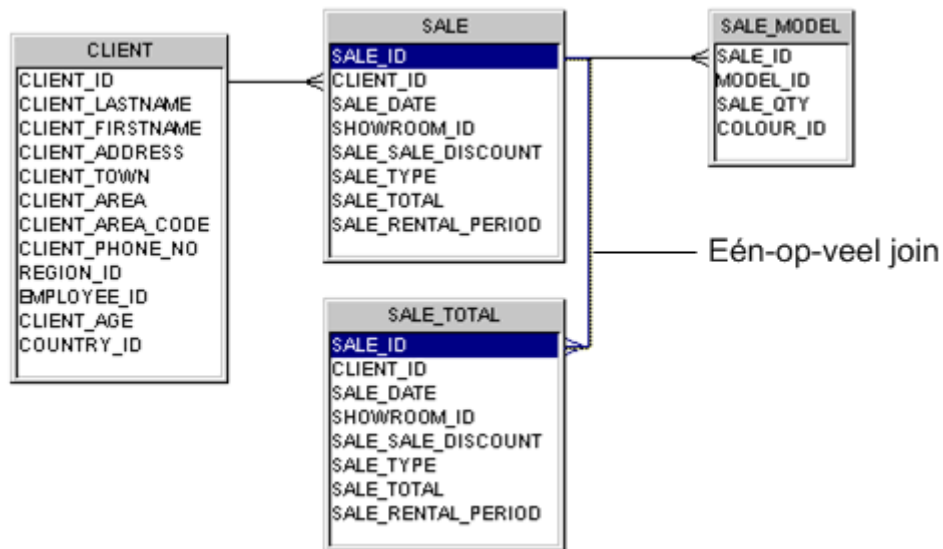 CLIENT
CLIENT_ID
CLIENT_LASTNAME
CLIENT_FIRSTNAME
CLIENT_ADDRESS
CLIENT_TOWN
CLIENT_AREA
CLIENT_AREA_CODE
CLIENT_PHONE_NO
REGION_ID
EMPLOYEE_ID
CLIENT_AGE
COUNTRY_ID
SALE
SALE_ID
CLIENT_ID
SALE_DATE
SHOWROOM_ID
SALE_SALE_DISCOUNT
SALE_TYPE
SALE_TOTAL
SALE_RENTAL_PERIOD
SALE_MODEL
SALE_ID
MODEL_ID
SALE_QTY
COLOUR_ID
Eén-op-veel join
SALE_TOTAL
SALE_ID
CLIENT_ID
SALE_DATE
SHOWROOM_ID
SALE_SALE_DISCOUNT
SALE_TYPE
SALE_TOTAL
SALE_RENTAL_PERIOD